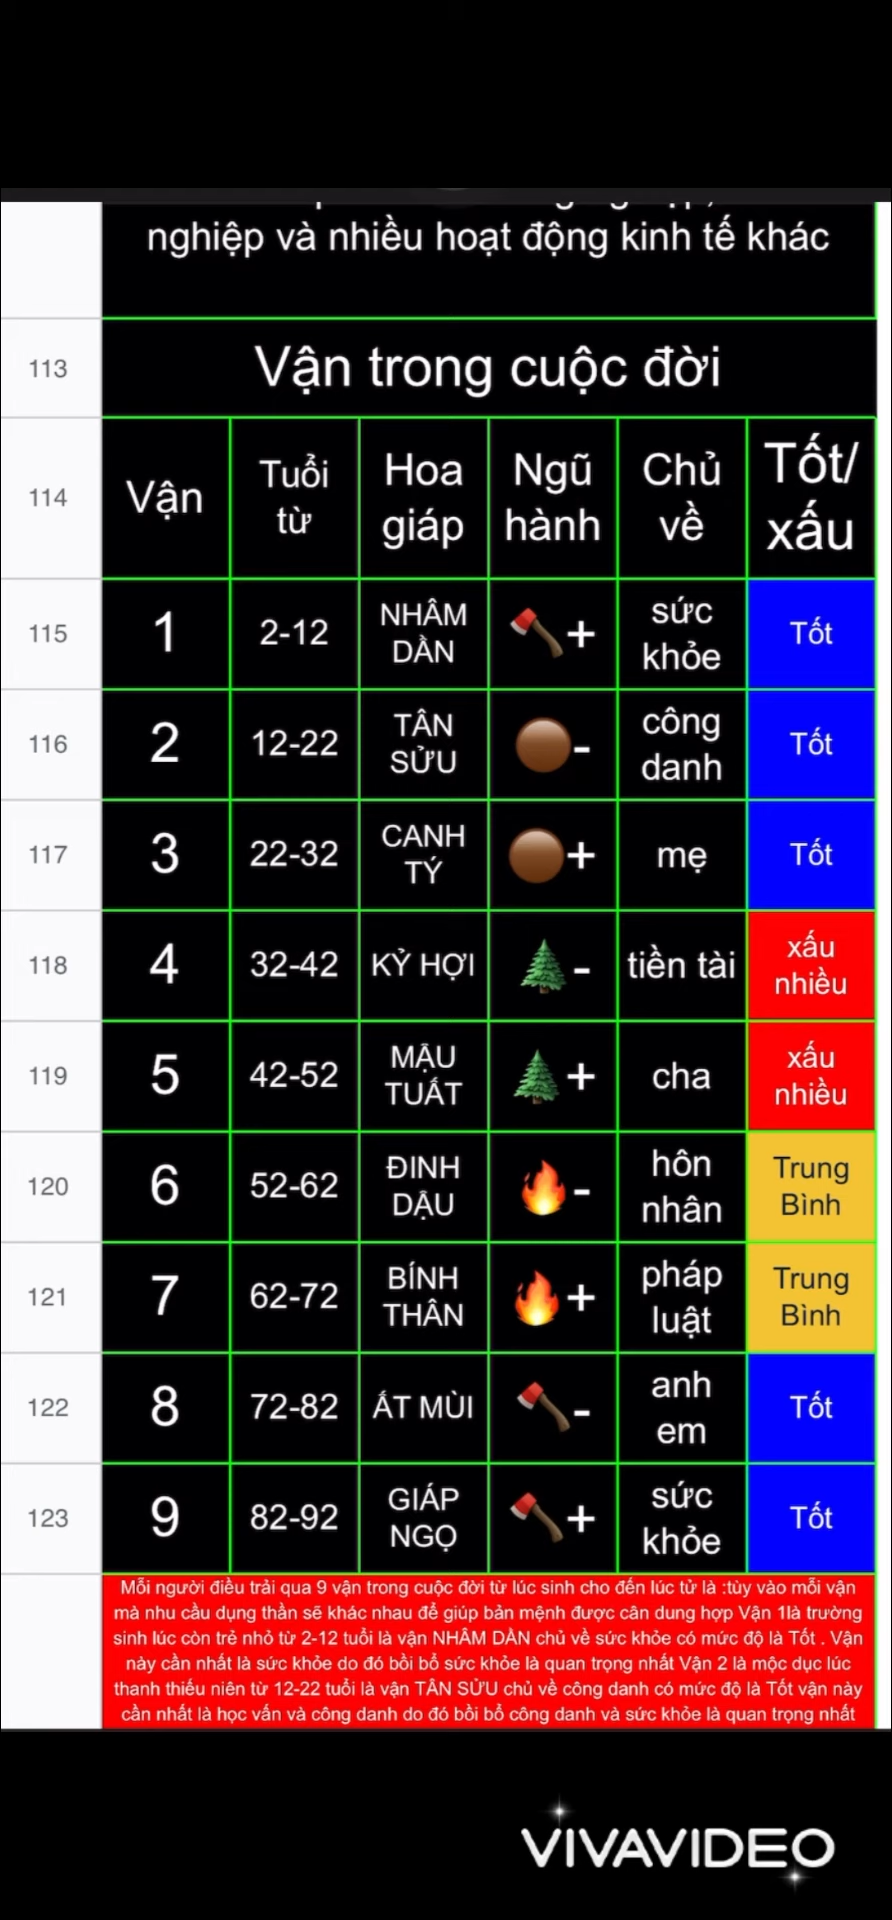 nghiệp và nhiều hoạt động kinh tế khác
113
Vận trong cuộc đời
114
Vận
Tuổi
từ
Hoa
giáp
Ngũ
hành
Chủ
về
Tốt/
xấu
115
1
2-12
NHÂM
DẦN
+
sức
khỏe
Tốt
116
2
12-22
TÂN
SỬU
-
công
danh
Tốt
117
3
22-32
CANH
TÝ
+
mẹ
Tốt
118
4
32-42
KỶ HỢI
-
tiền tài
xấu
nhiều
119
5
42-52
MẬU
TUẤT
+
cha
xấu
nhiều
120
6
52-62
ĐINH
DẬU
-
hôn
nhân
Trung
Bình
121
7
62-72
BÍNH
THÂN
+
pháp
luật
Trung
Bình
122
8
72-82
ẤT MÙI
-
anh
em
Tốt
123
9
82-92
GIÁP
NGỌ
+
sức
khỏe
Tốt
Mỗi người điều trải qua 9 vận trong cuộc đời từ lúc sinh cho đến lúc tử là :tùy vào mỗi vận
mà nhu cầu dụng thần sẽ khác nhau để giúp bản mệnh được cân dung hợp Vận 1là trường
sinh lúc còn trẻ nhỏ từ 2-12 tuổi là vận NHÂM DẦN chủ về sức khỏe có mức độ là Tốt . Vận
này cần nhất là sức khỏe do đó bồi bổ sức khỏe là quan trọng nhất Vận 2 là mộc dục lúc
thanh thiếu niên từ 12-22 tuổi là vận TÂN SỬU chủ về công danh có mức độ là Tốt vận này
cần nhất là học vấn và công danh do đó bồi bổ công danh và sức khỏe là quan trọng nhất
VIVAVIDEO